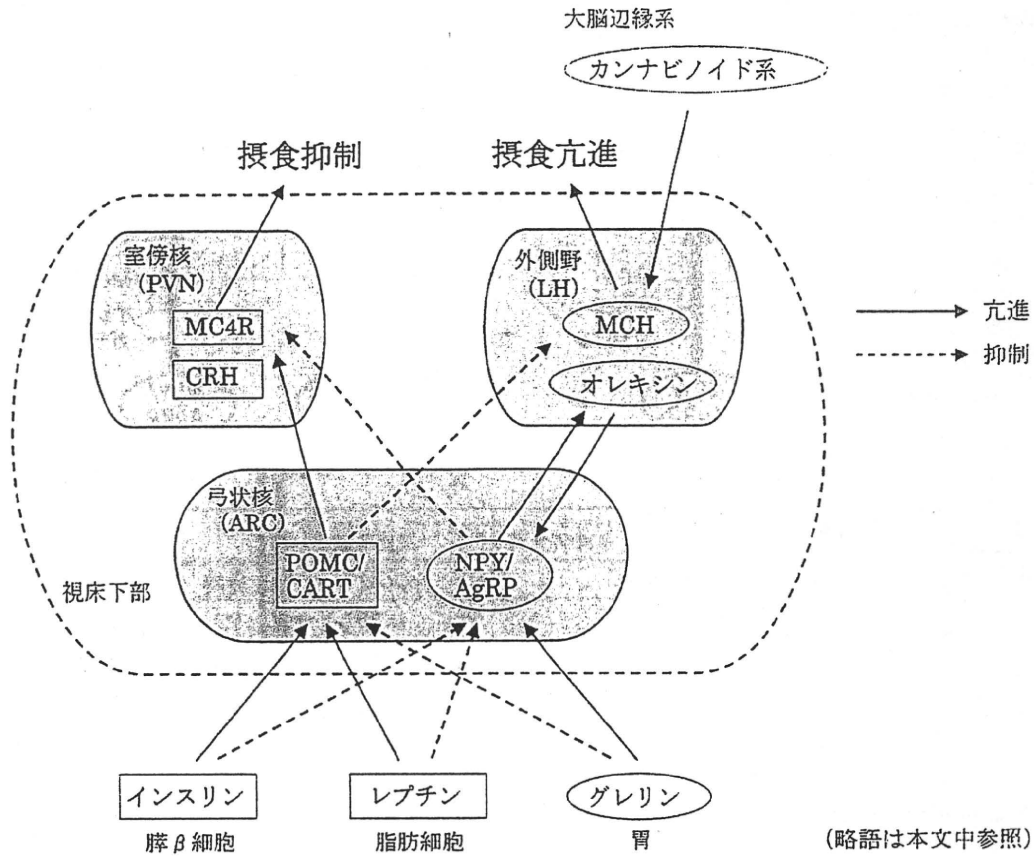 大脳辺縁系
カンナビノイド系
摂食抑制
摂食亢進
室傍核
(PVN)
MC4R
CRH
外側野
(LH)
MCH
オレキシン
亢進
抑制
弓状核
(ARC)
POMC/
CART
NPY/
AgRP
視床下部
インスリン
レプチン
グレリン
膵β細胞
脂肪細胞
胃
(略語は本文中参照)